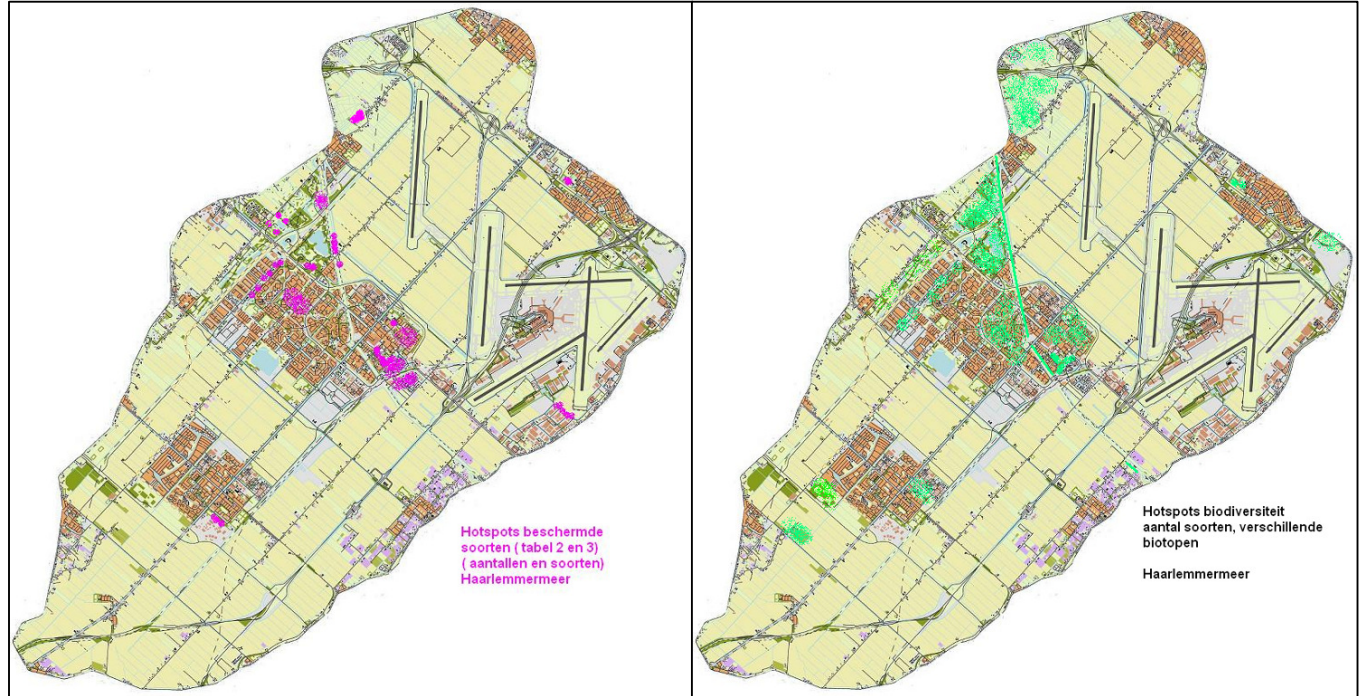 Hotspots beschermde
soorten ( tabel 2 en 3)
( aantallen en soorten)
Haarlemmermeer
Hotspots biodiversiteit
aantal soorten, verschillende
biotopen
Haarlemmermeer